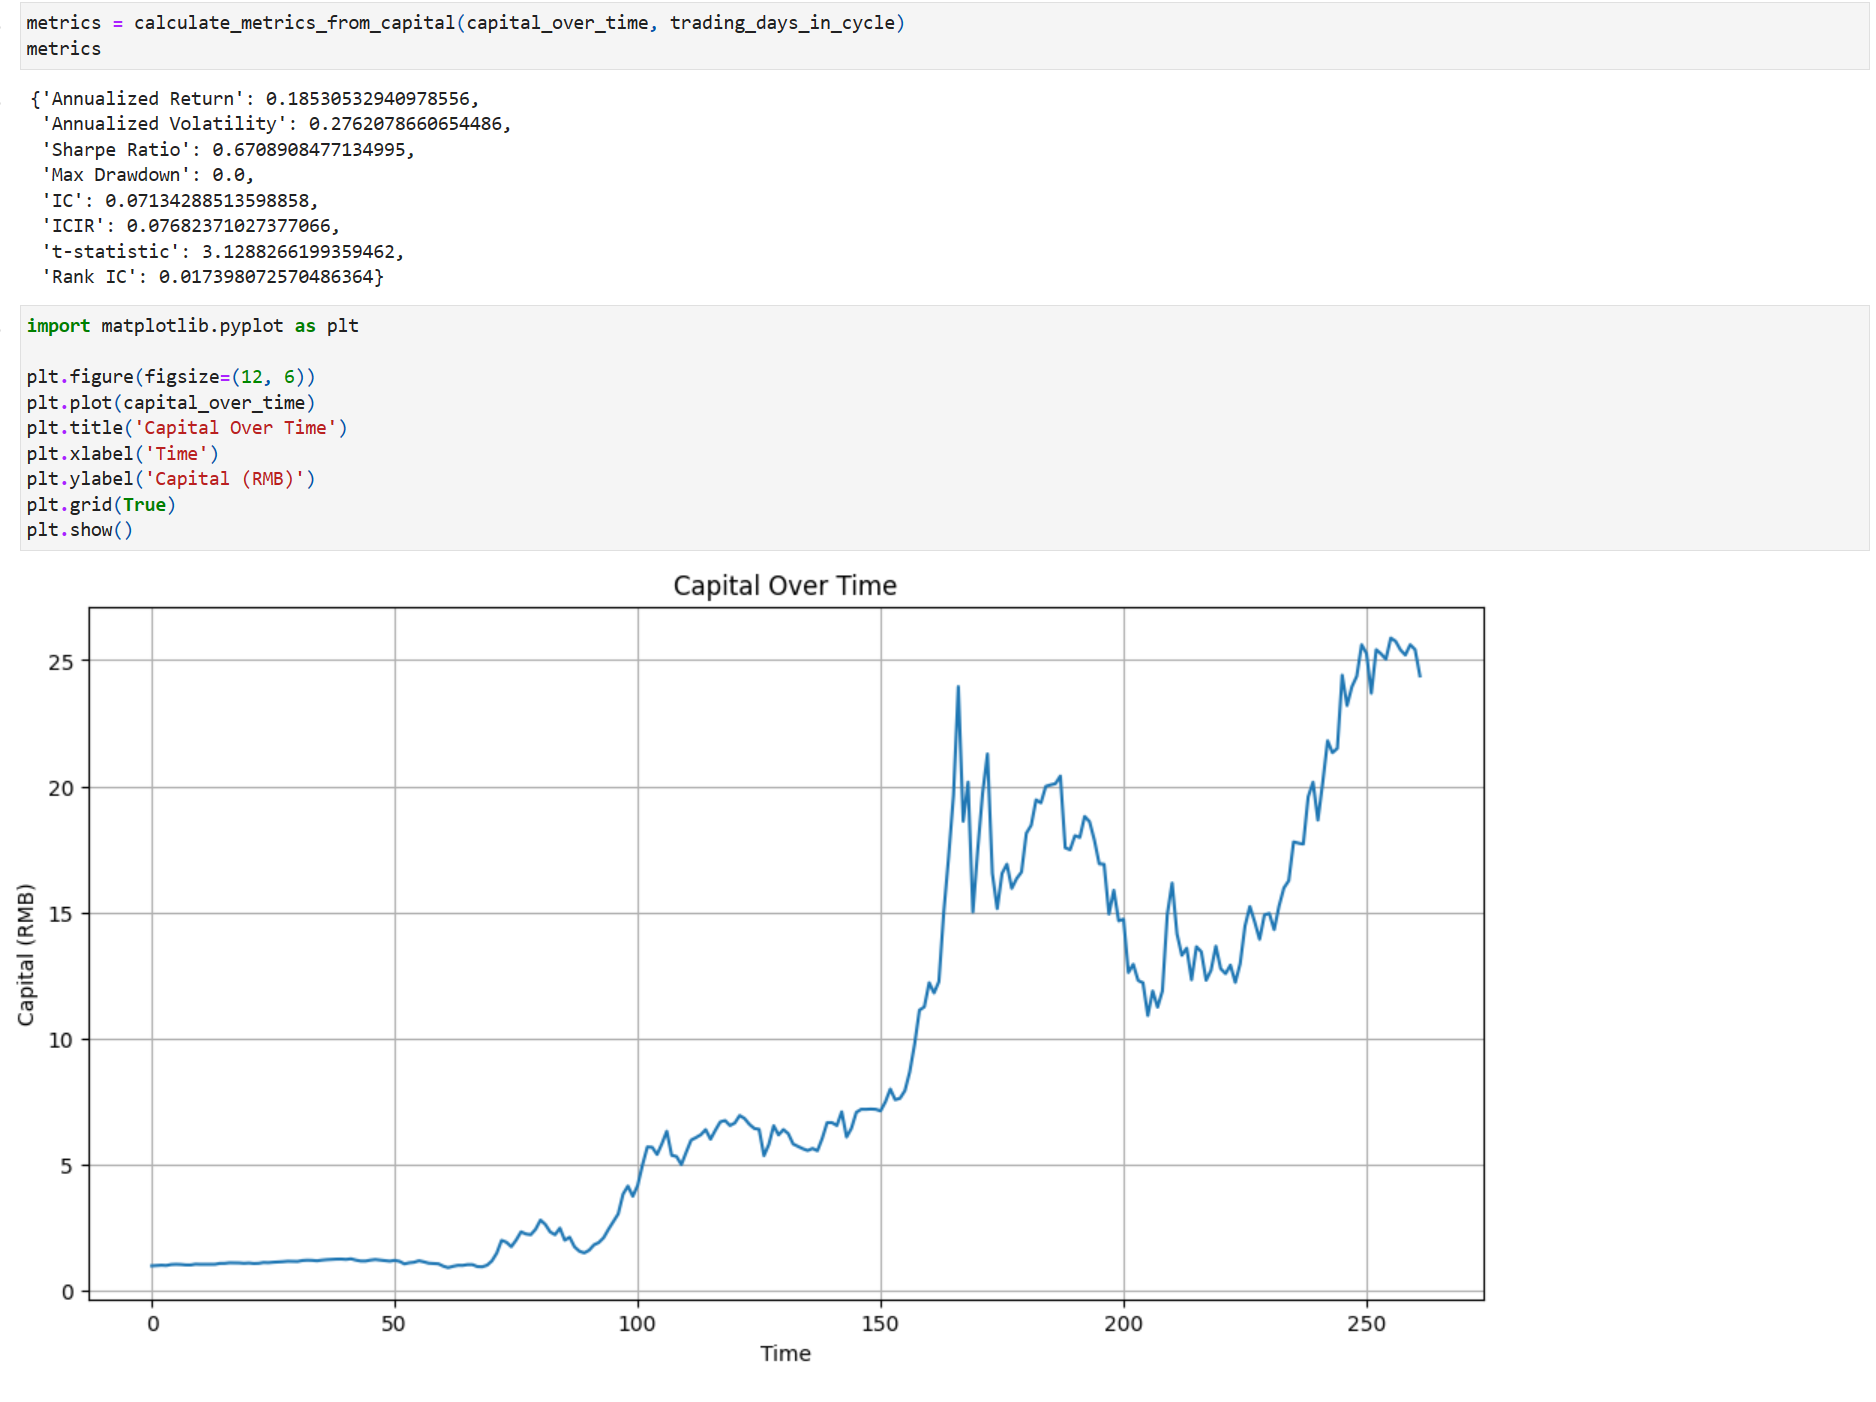 metrics = calculate_metrics_from_capital(capital_over_time, trading_days_in_cycle)
metrics
{'Annualized Return': 0.18530532940978556,
 'Annualized Volatility': 0.2762078660654486,
 'Sharpe Ratio': 0.6708908477134995,
 'Max Drawdown': 0.0,
 'IC': 0.07134288513598858,
 'ICIR': 0.07682371027377066,
 't-statistic': 3.1288266199359462,
 'Rank IC': 0.01739807257048​6364}
import matplotlib.pyplot as plt
plt.figure(figsize=(12, 6))
plt.plot(capital_over_time)
plt.title('Capital Over Time')
plt.xlabel('Time')
plt.ylabel('Capital (RMB)')
plt.grid(True)
plt.show()
Capital Over Time
Capital (RMB)
25
20
15
10
5
0
0 50 100 150 200 250
Time